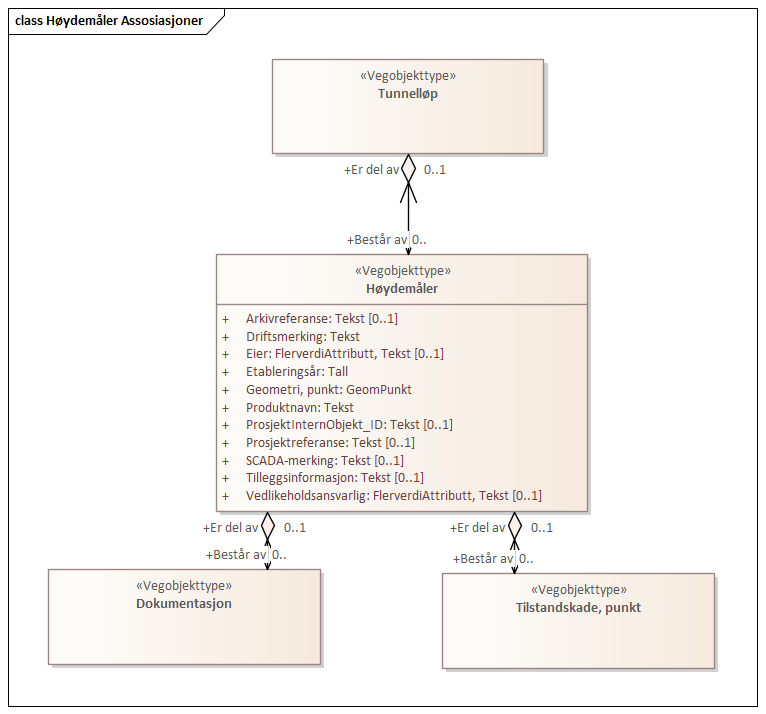 class Høydemåler Assosiasjoner
«Vegobjekttype»
Tunnelløp
+Er del av 0..1
+Består av 0..
«Vegobjekttype»
Høydemåler
+ Arkivreferanse: Tekst [0..1]
+ Driftsmerking: Tekst
+ Eier: FlerverdiAttributt, Tekst [0..1]
+ Etableringsår: Tall
+ Geometri, punkt: GeomPunkt
+ Produktnavn: Tekst
+ ProsjektInternObjekt_ID: Tekst [0..1]
+ Prosjektreferanse: Tekst [0..1]
+ SCADA-merking: Tekst [0..1]
+ Tilleggsinformasjon: Tekst [0..1]
+ Vedlikeholdsansvarlig: FlerverdiAttributt, Tekst [0..1]
+Er del av 0..1
+Består av 0..
«Vegobjekttype»
Dokumentasjon
+Er del av 0..1
+Består av 0..
«Vegobjekttype»
Tilstandskade, punkt